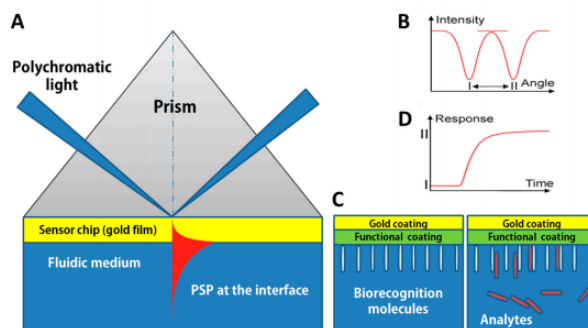 A
Polychromatic
light
Prism
Sensor chip (gold film)
Fluidic medium
PSP at the interface
B
Intensity
I
II
Angle
D
Response
II
I
Time
C
Gold coating
Functional coating
Biorecognition
molecules
Gold coating
Functional coating
Analytes